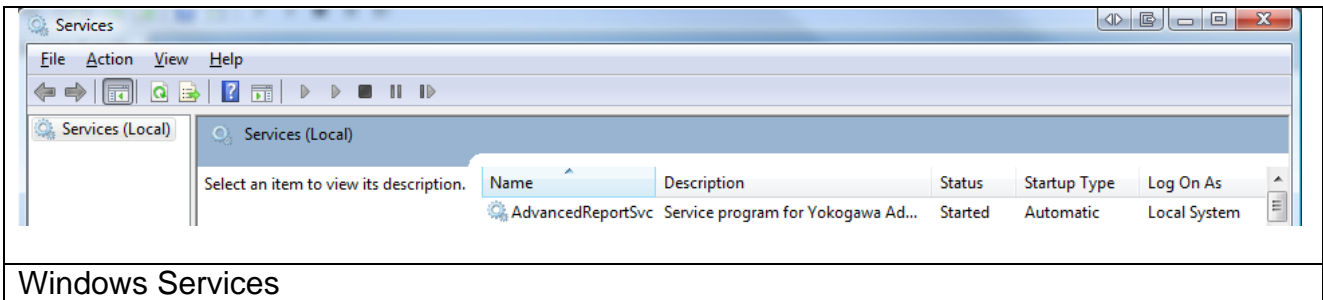 Services
File Action View Help
Services (Local)
Services (Local)
Select an item to view its description.
Name Description Status Startup Type Log On As
AdvancedReportSvc Service program for Yokogawa Ad... Started Automatic Local System
Windows Services